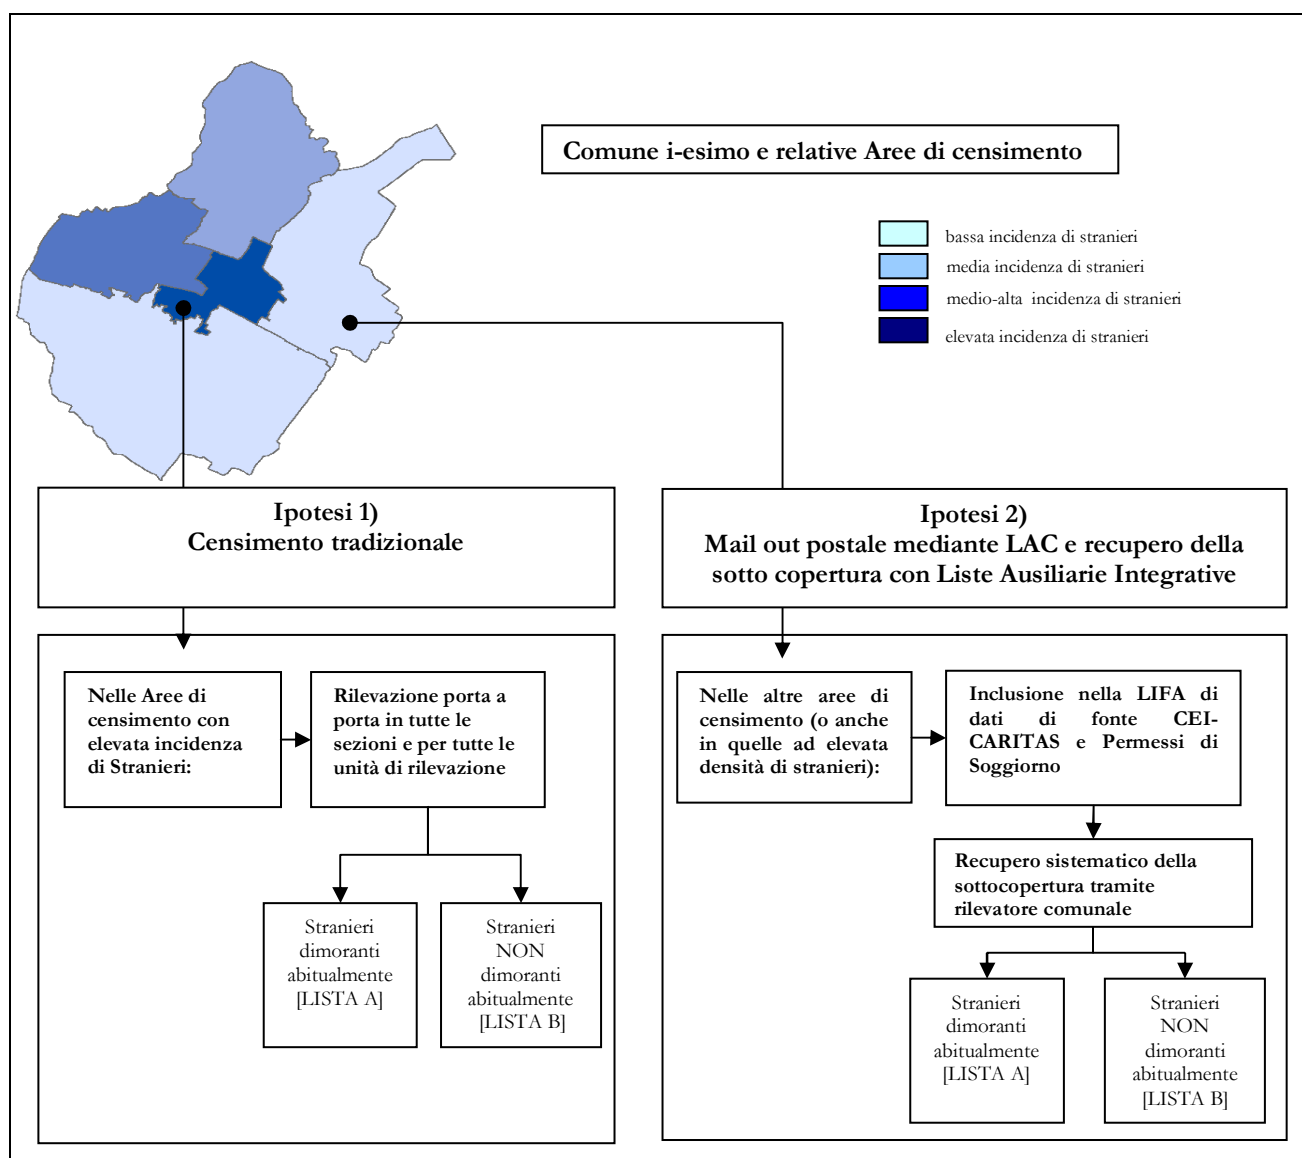 Comune i-esimo e relative Aree di censimento
bassa incidenza di stranieri
media incidenza di stranieri
medio-alta incidenza di stranieri
elevata incidenza di stranieri
Ipotesi 1)
Censimento tradizionale
Ipotesi 2)
Mail out postale mediante LAC e recupero della
sotto copertura con Liste Ausiliarie Integrative
Nelle Aree di
censimento con
elevata incidenza
di Stranieri:
Rilevazione porta a
porta in tutte le
sezioni e per tutte le
unità di rilevazione
Stranieri
dimoranti
abitualmente
[LISTA A]
Stranieri
NON
dimoranti
abitualmente
[LISTA B]
Nelle altre aree di
censimento (o anche
in quelle ad elevata
densità di stranieri):
Inclusione nella LIFA di
dati di fonte CEI-
CARITAS e Permessi di
Soggiorno
Recupero sistematico della
sottocopertura tramite
rilevatore comunale
Stranieri
dimoranti
abitualmente
[LISTA A]
Stranieri
NON
dimoranti
abitualmente
[LISTA B]